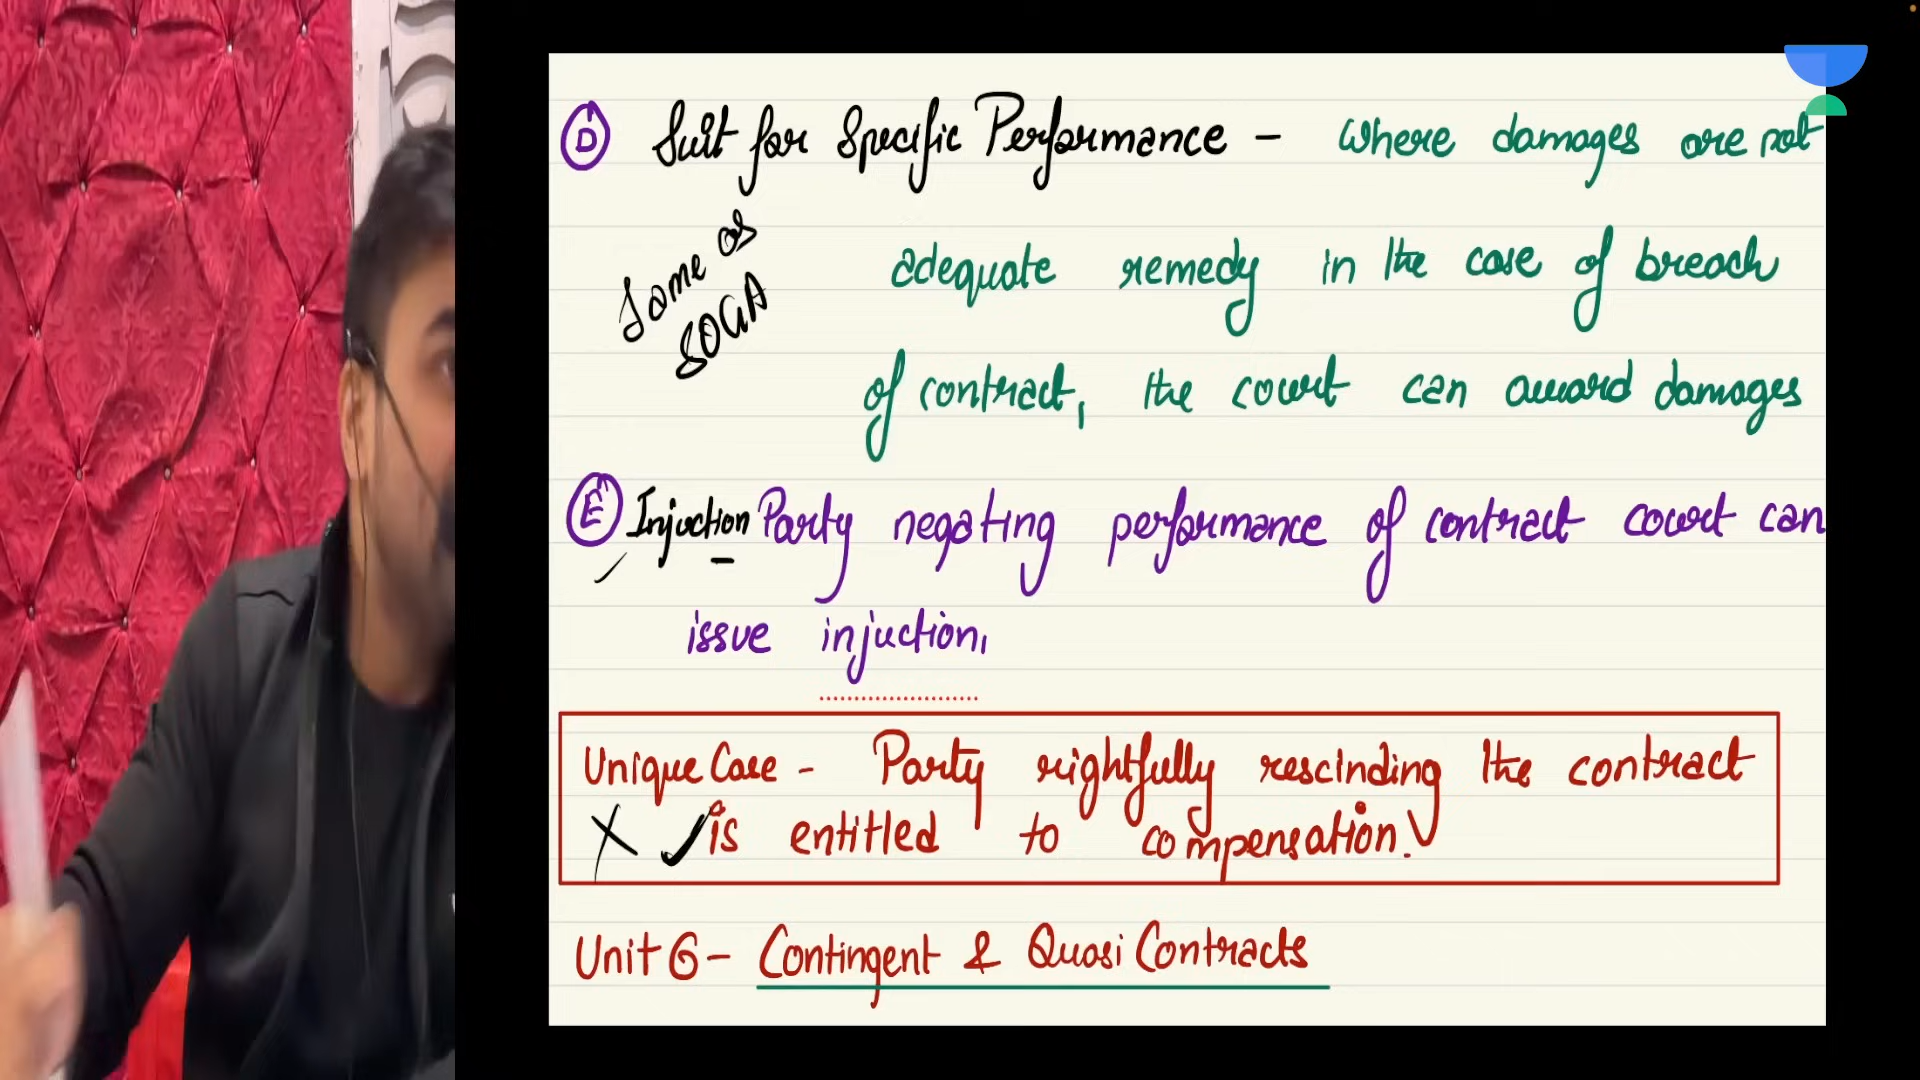 D Suit for Specific Performance - Where damages are not
Same as
SOGA
adequate remedy in the case of breach
of contract, the court can award damages
E Injuction Party negating performance of contract court can
issue injuction,
Unique Case - Party rightfully rescinding the contract
is entitled to compensation.
Unit 6 - Contingent & Quasi Contracts